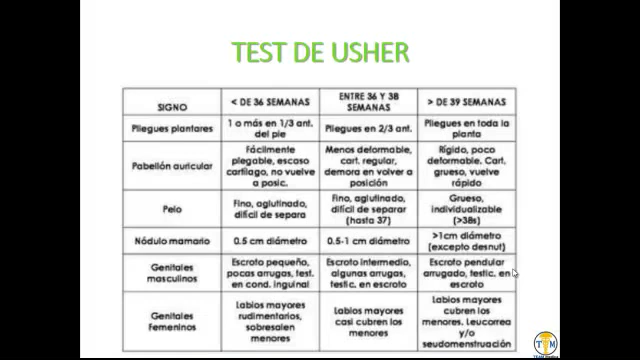 TEST DE USHER
SIGNO
< DE 36 SEMANAS
ENTRE 36 Y 38
SEMANAS
> DE 39 SEMANAS
Pliegues plantares
1 o más en 1/3 ant.
del pie
Pliegues en 2/3 ant.
Pliegues en toda la
planta
Pabellón auricular
Fácilmente
plegable, escaso
cartílago, no vuelve
a posic.
Menos deformable,
cart. regular,
demora en volver a
posición
Rígido, poco
deformable. Cart.
grueso, vuelve
rápido
Pelo
Fino, aglutinado,
difícil de separa
Fino, aglutinado,
difícil de separar
(hasta 37)
Grueso,
individualizable
(>38s)
Nódulo mamario
0.5 cm diámetro
0.5-1 cm diámetro
>1cm diámetro
(excepto desnut)
Genitales
masculinos
Escroto pequeño,
pocas arrugas, test.
en cond. inguinal
Escroto intermedio,
algunas arrugas,
testic. en escroto
Escroto pendular
arrugado, testic. en
escroto
Genitales
Femeninos
Labios mayores
rudimentarios,
sobresalen
menores
Labios mayores
casi cubren los
menores
Labios mayores
cubren los
menores. Leucorrea
y/o
seudomenstruación